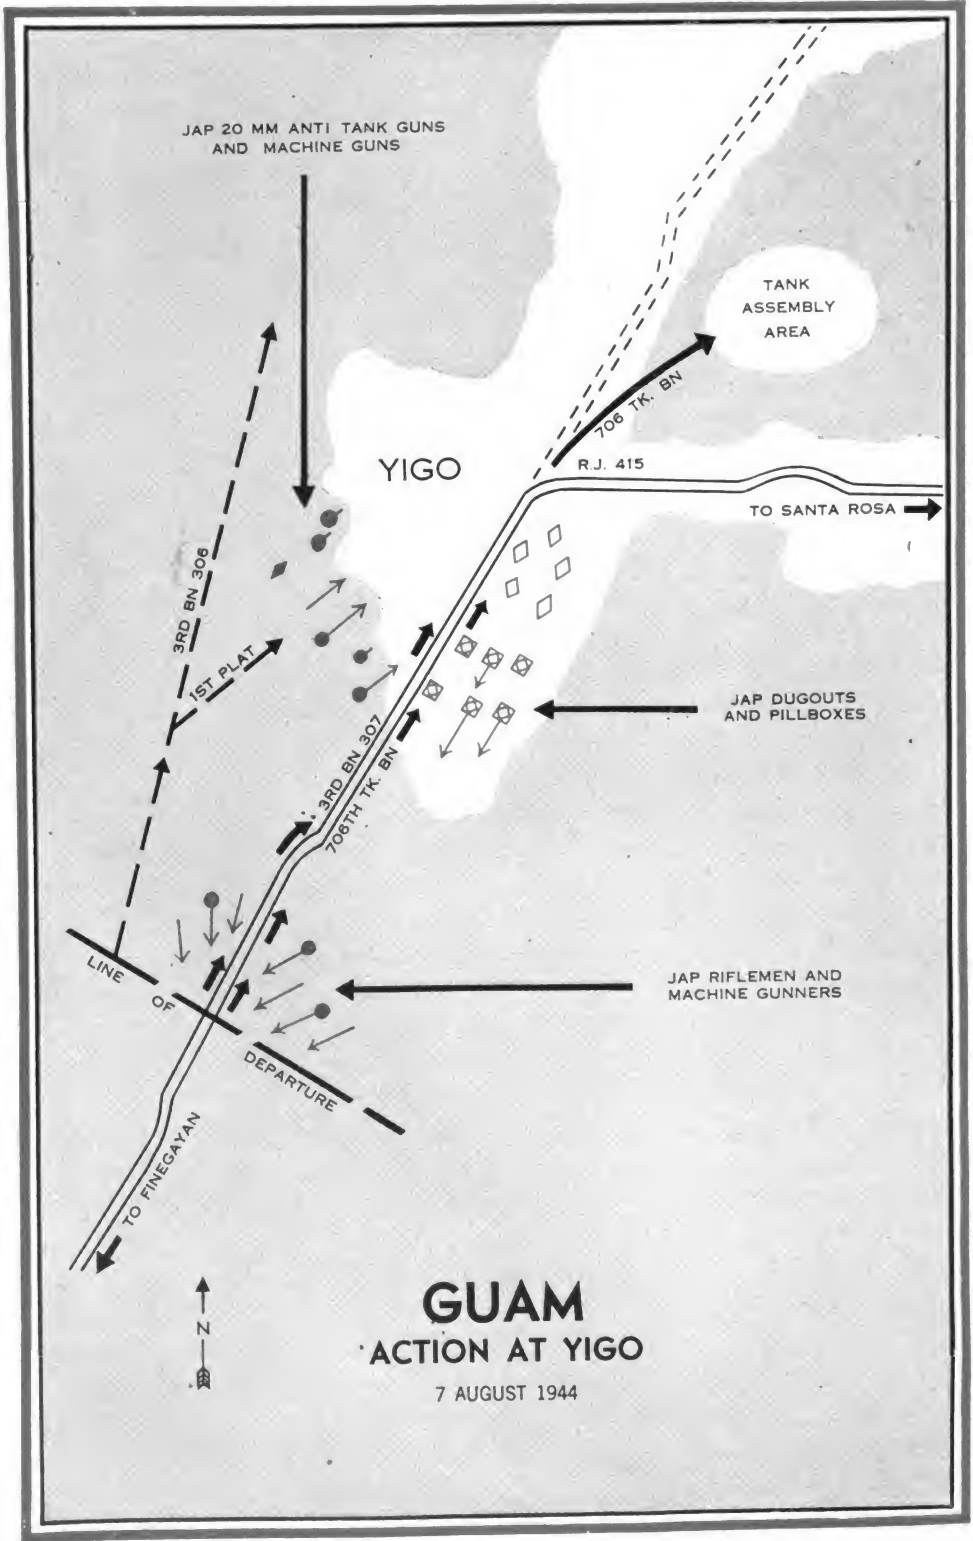 JAP 20 MM ANTI TANK GUNS
AND MACHINE GUNS
TANK
ASSEMBLY
AREA
706 TK. BN
YIGO
R.J. 415
TO SANTA ROSA
3RD BN 306
1ST PLAT
JAP DUGOUTS
AND PILLBOXES
3RD BN 307
706TH TK. BN
LINE OF DEPARTURE
JAP RIFLEMEN AND
MACHINE GUNNERS
TO FINEGAYAN
N
GUAM
ACTION AT YIGO
7 AUGUST 1944